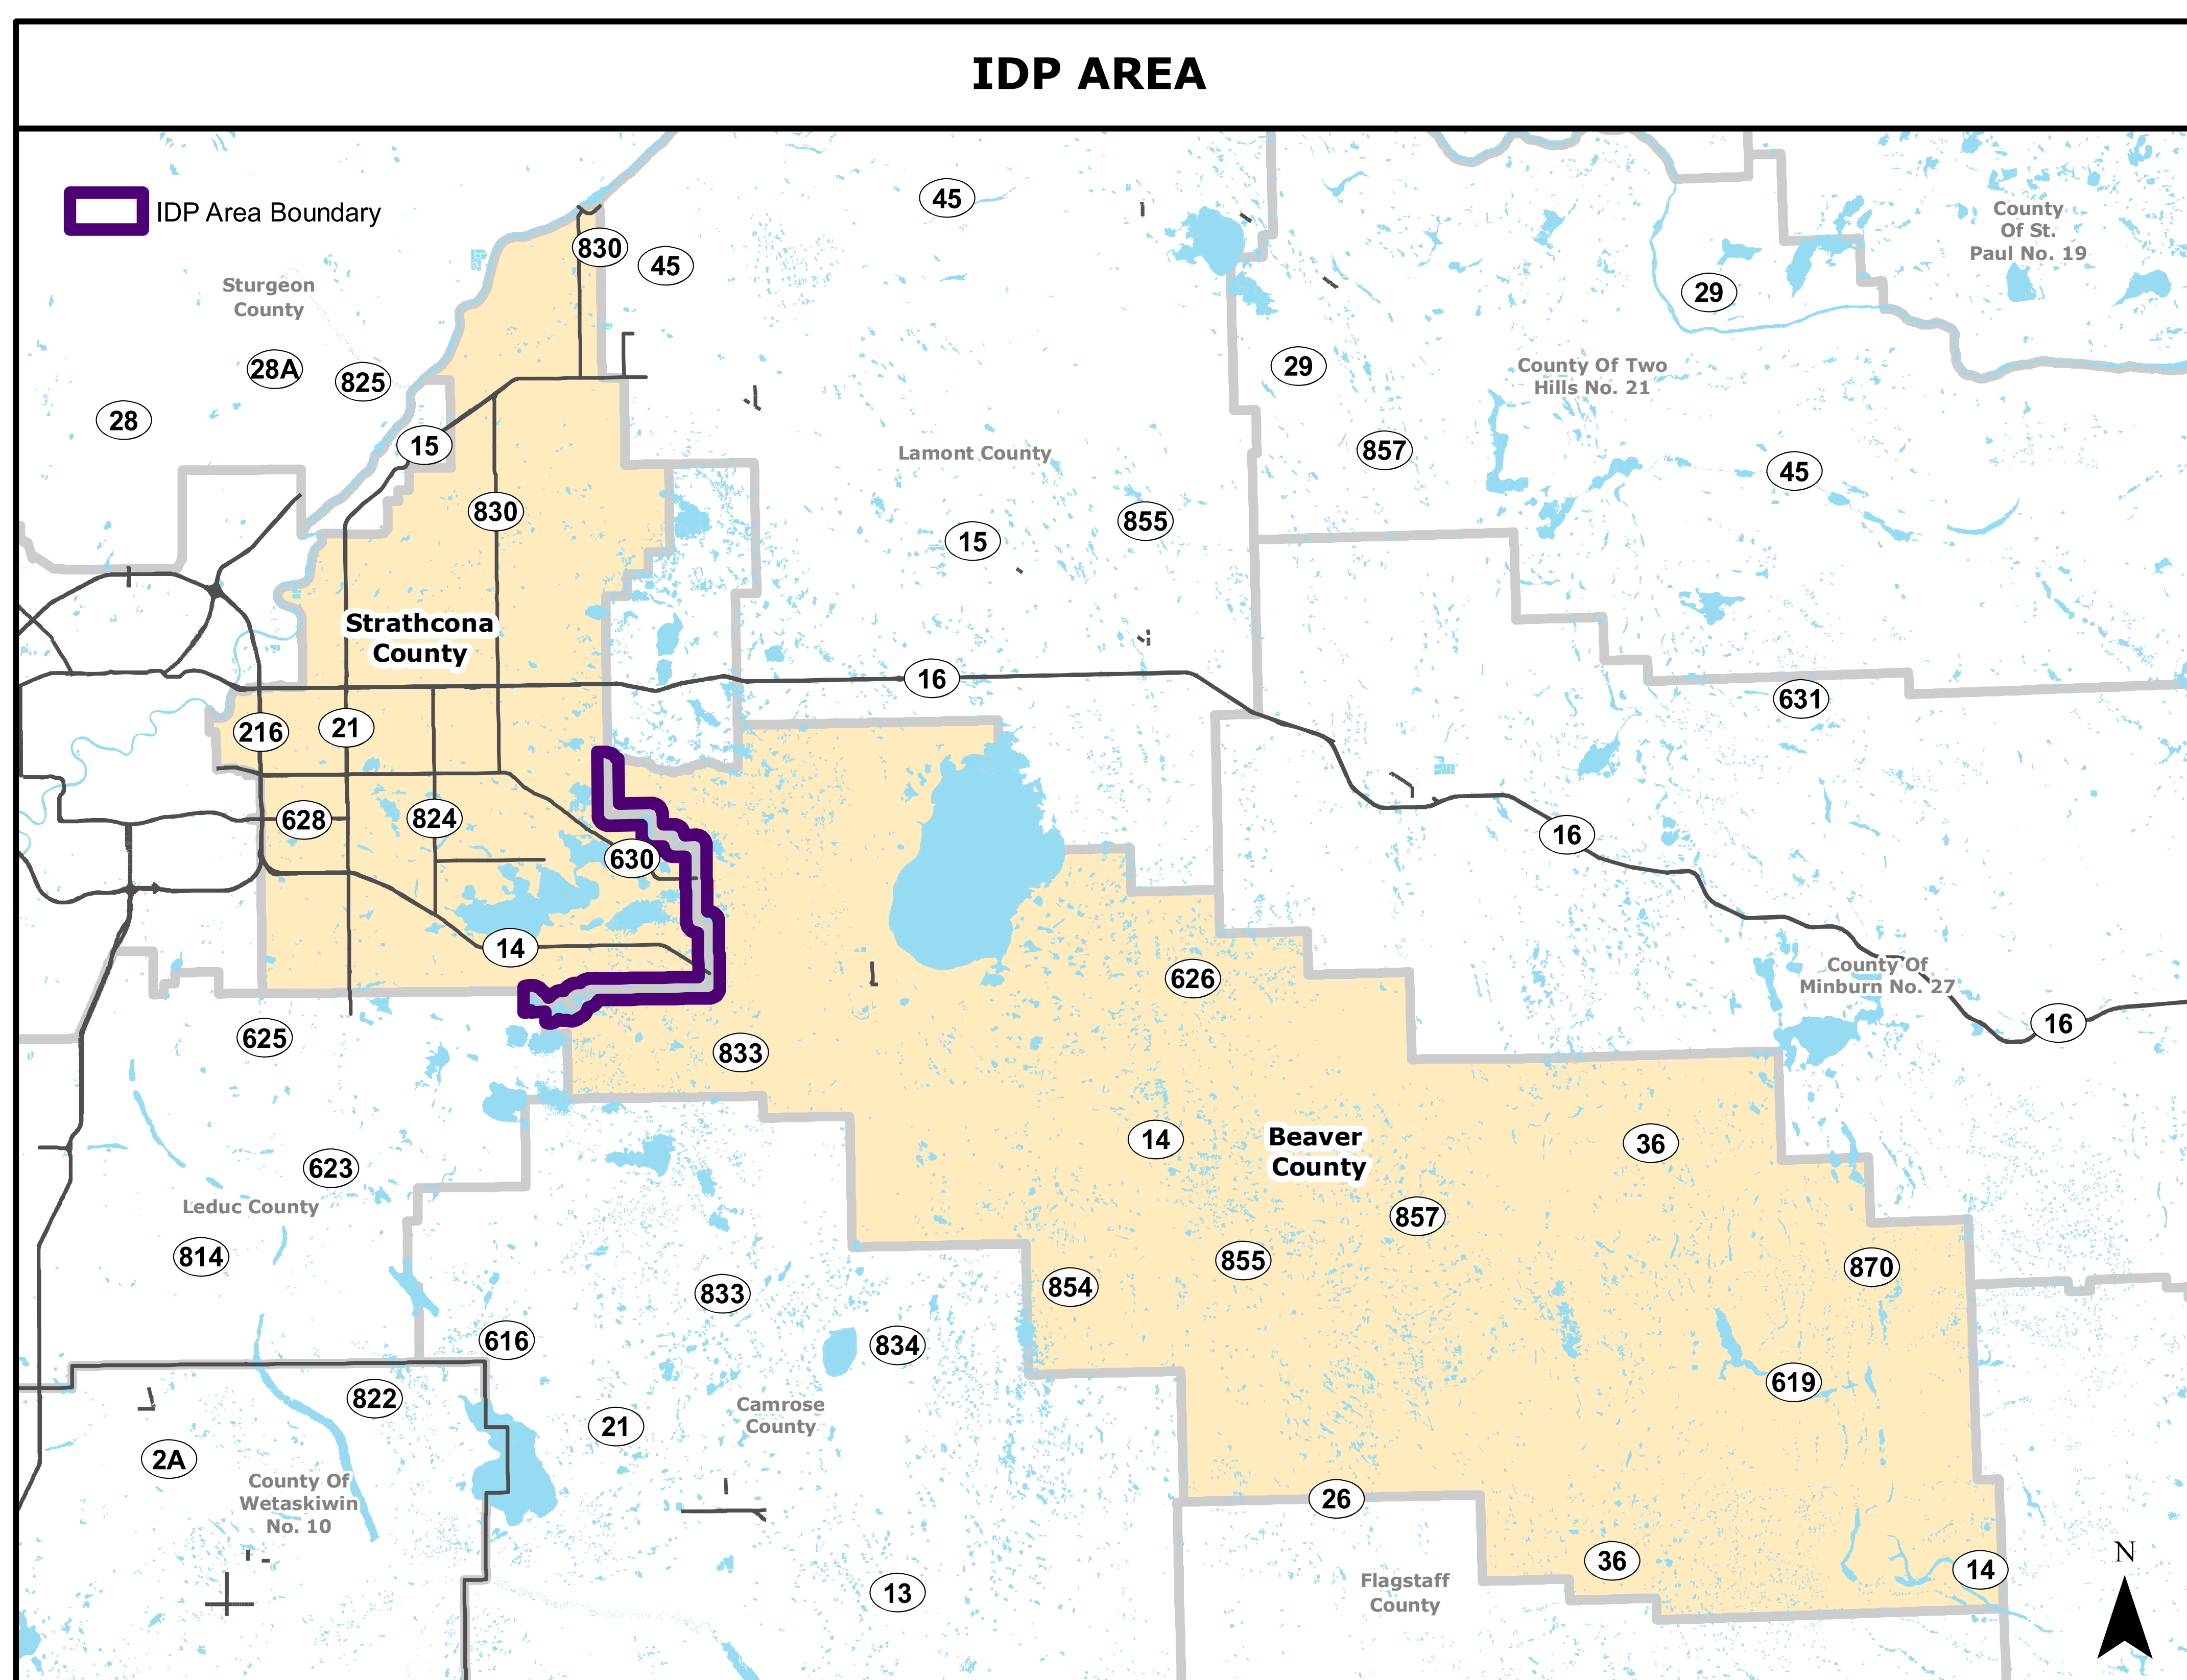 IDP AREA
IDP Area Boundary
45
830
45
County
Of St.
Paul No. 19
Sturgeon
County
29
28A
825
29
County Of Two
Hills No. 21
28
15
Lamont County
857
45
830
855
15
Strathcona
County
16
631
216
21
628
824
16
630
14
626
County Of
Minburn No. 27
16
625
833
14
Beaver
County
36
623
Leduc County
857
814
855
870
833
854
616
834
619
822
21
Camrose
County
2A
County Of
Wetaskiwin
No. 10
26
36
14
N
13
Flagstaff
County